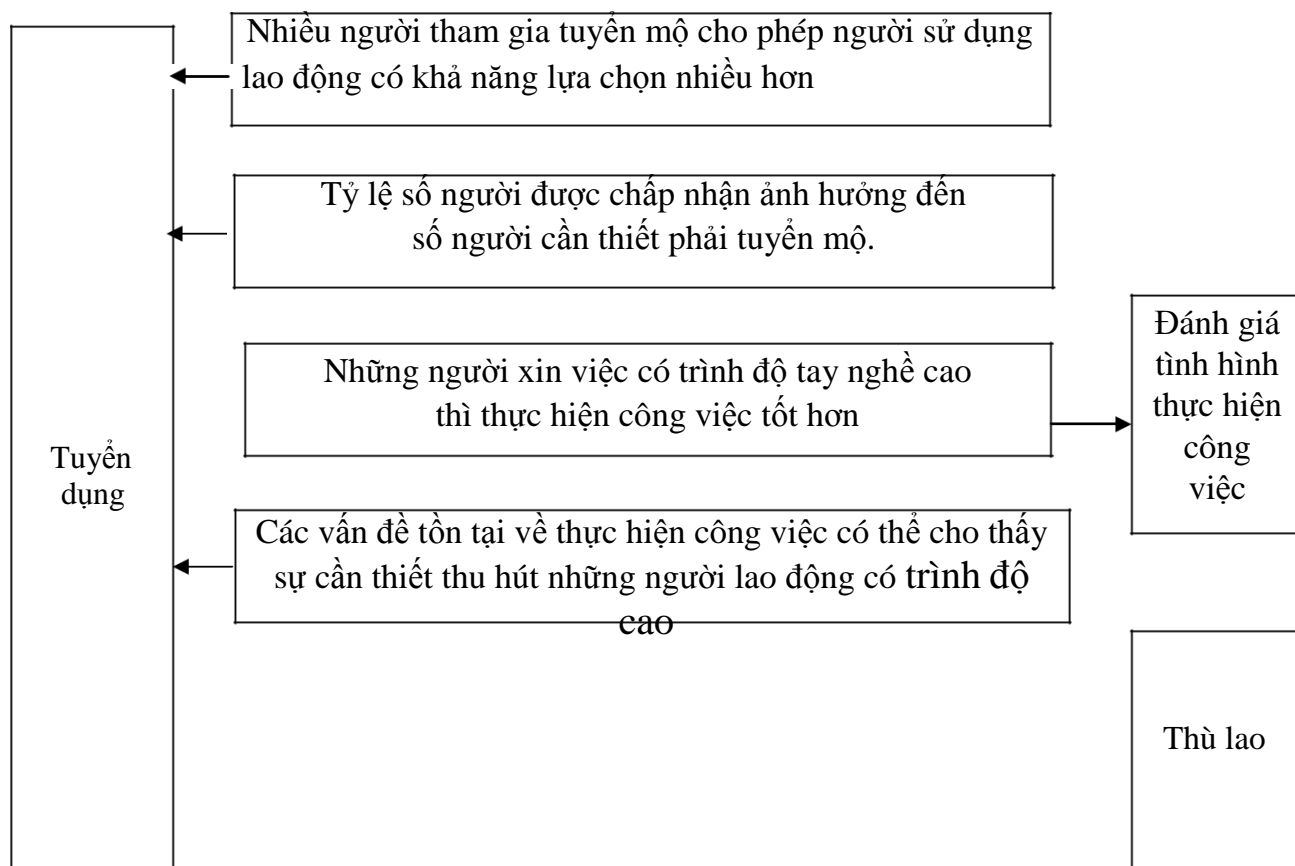 Nhiều người tham gia tuyển mộ cho phép người sử dụng
lao động có khả năng lựa chọn nhiều hơn
Tỷ lệ số người được chấp nhận ảnh hưởng đến
số người cần thiết phải tuyển mộ.
Những người xin việc có trình độ tay nghề cao
thì thực hiện công việc tốt hơn
Đánh giá
tình hình
thực hiện
công
việc
Tuyển
dụng
Các vấn đề tồn tại về thực hiện công việc có thể cho thấy
sự cần thiết thu hút những người lao động có trình độ
cao
Thù lao